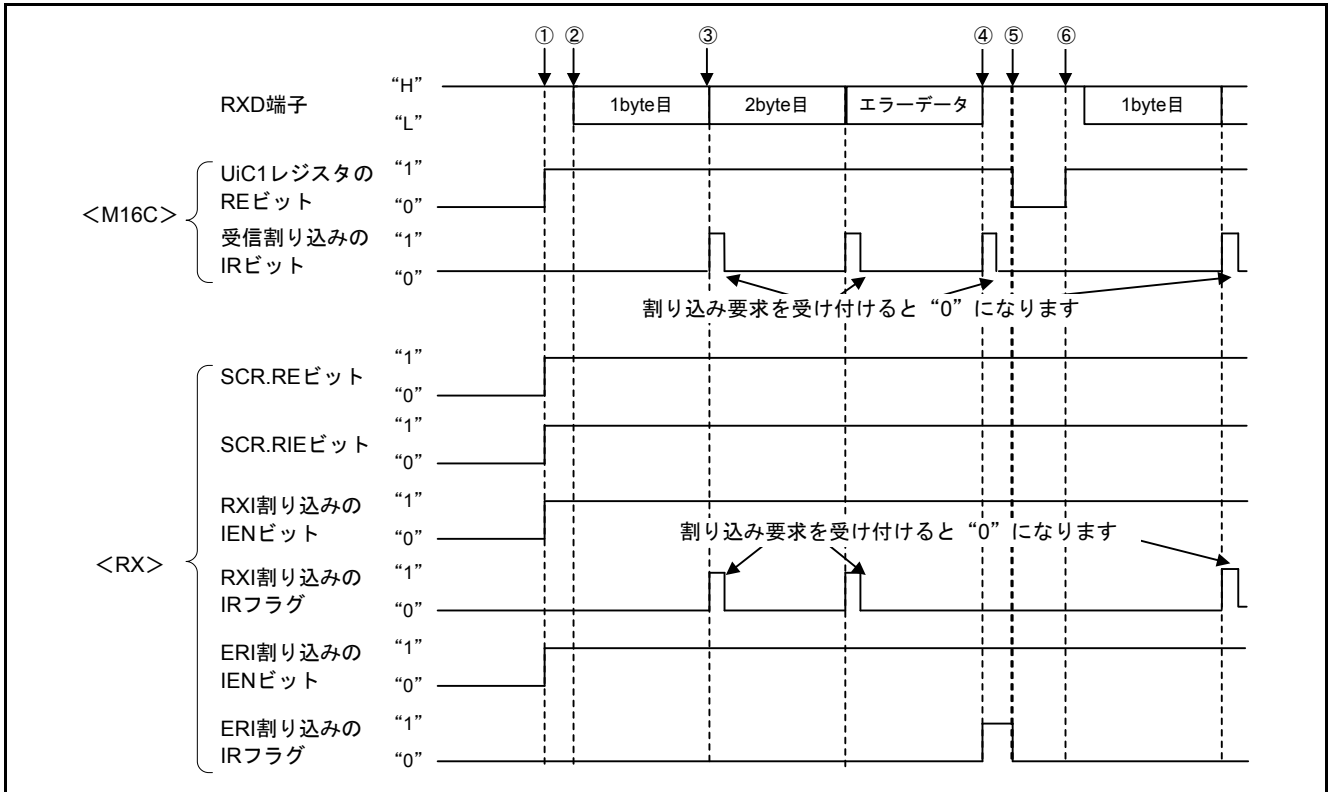 ① ② ③ ④ ⑤ ⑥
RXD端子
“H”
“L”
1byte目 2byte目 エラーデータ 1byte目
＜M16C＞
UiC1レジスタの
REビット
“1”
“0”
受信割り込みの
IRビット
“1”
“0”
割り込み要求を受け付けると“0”になります
＜RX＞
SCR.REビット
“1”
“0”
SCR.RIEビット
“1”
“0”
RXI割り込みの
IENビット
“1”
“0”
割り込み要求を受け付けると“0”になります
RXI割り込みの
IRフラグ
“1”
“0”
ERI割り込みの
IENビット
“1”
“0”
ERI割り込みの
IRフラグ
“1”
“0”